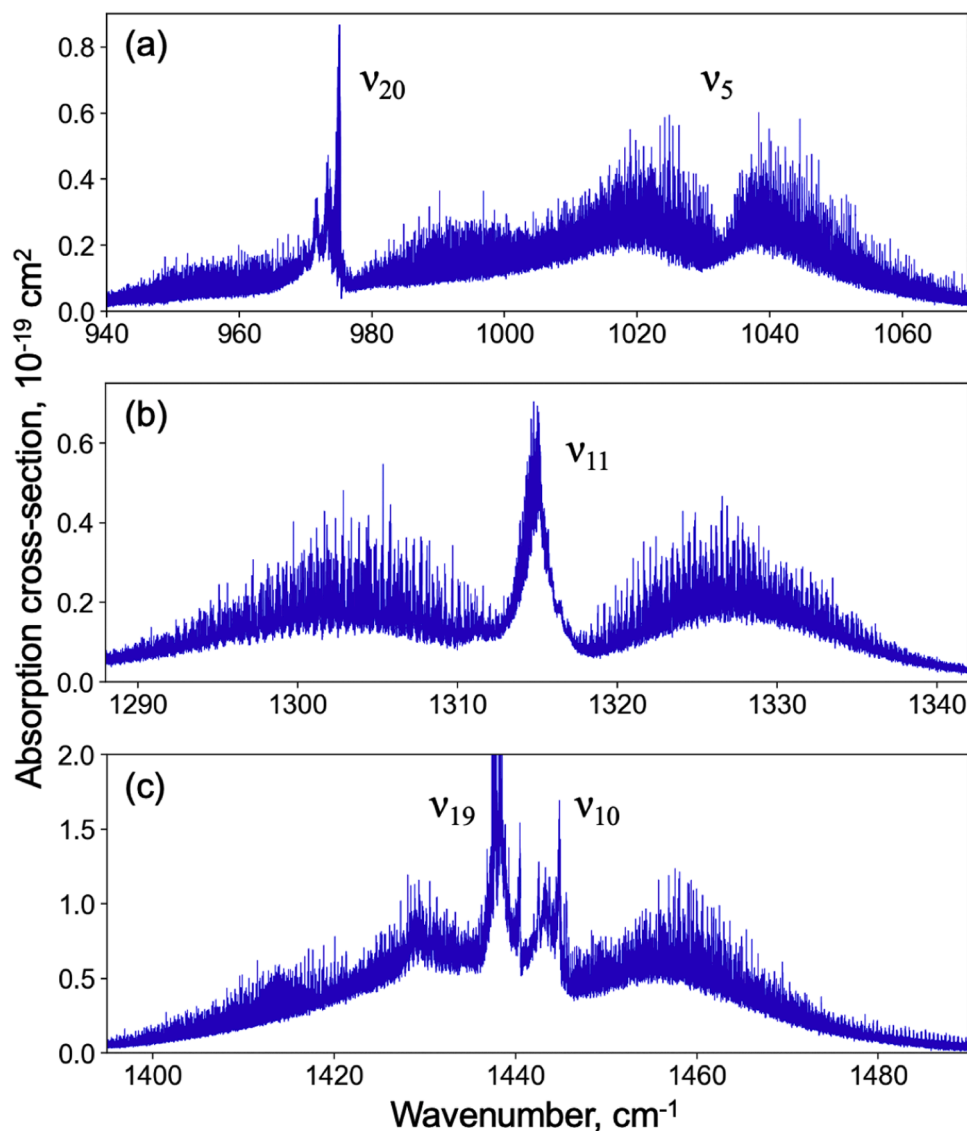 (a)
ν20
ν5
0.8
0.6
0.4
0.2
0.0
940 960 980 1000 1020 1040 1060
Absorption cross-section, 10-19 cm2
(b)
ν11
0.6
0.4
0.2
0.0
1290 1300 1310 1320 1330 1340
(c)
ν19
ν10
2.0
1.5
1.0
0.5
0.0
1400 1420 1440 1460 1480
Wavenumber, cm-1